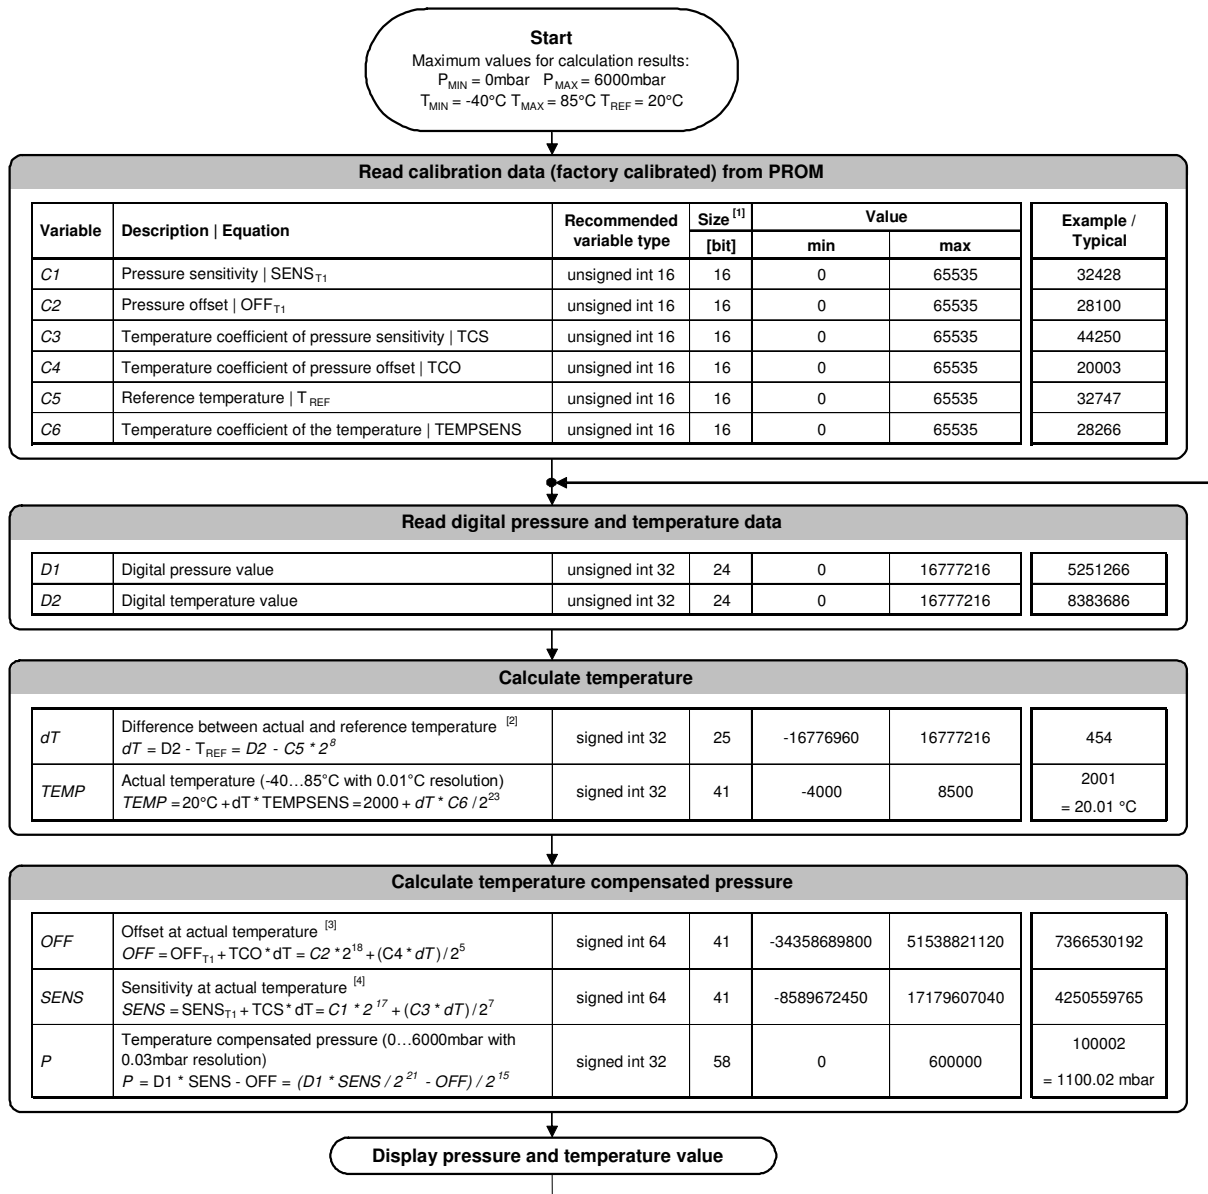 Start
Maximum values for calculation results:
P_MIN = 0mbar P_MAX = 6000mbar
T_MIN = -40°C T_MAX = 85°C T_REF = 20°C
Read calibration data (factory calibrated) from PROM
Variable Description | Equation Recommended variable type Size [1] [bit] Value min max Example / Typical
C1 Pressure sensitivity | SENS_T1 unsigned int 16 16 0 65535 32428
C2 Pressure offset | OFF_T1 unsigned int 16 16 0 65535 28100
C3 Temperature coefficient of pressure sensitivity | TCS unsigned int 16 16 0 65535 44250
C4 Temperature coefficient of pressure offset | TCO unsigned int 16 16 0 65535 20003
C5 Reference temperature | T_REF unsigned int 16 16 0 65535 32747
C6 Temperature coefficient of the temperature | TEMPSENS unsigned int 16 16 0 65535 28266
Read digital pressure and temperature data
D1 Digital pressure value unsigned int 32 24 0 16777216 5251266
D2 Digital temperature value unsigned int 32 24 0 16777216 8383686
Calculate temperature
Difference between actual and reference temperature [2]
dT dT = D2 - T_REF = D2 - C5 * 2^8 signed int 32 25 -16776960 16777216 454
Actual temperature (-40…85°C with 0.01°C resolution) 2001
TEMP TEMP = 20°C + dT * TEMPSENS = 2000 + dT * C6 / 2^23 signed int 32 41 -4000 8500 = 20.01 °C
Calculate temperature compensated pressure
Offset at actual temperature [3]
OFF OFF = OFF_T1 + TCO * dT = C2 * 2^18 + (C4 * dT) / 2^5 signed int 64 41 -34358689800 51538821120 7366530192
Sensitivity at actual temperature [4]
SENS SENS = SENS_T1 + TCS * dT = C1 * 2^17 + (C3 * dT) / 2^7 signed int 64 41 -8589672450 17179607040 4250559765
Temperature compensated pressure (0…6000mbar with 100002
P 0.03mbar resolution) signed int 32 58 0 600000
P = D1 * SENS - OFF = (D1 * SENS / 2^21 - OFF) / 2^15 = 1100.02 mbar
Display pressure and temperature value